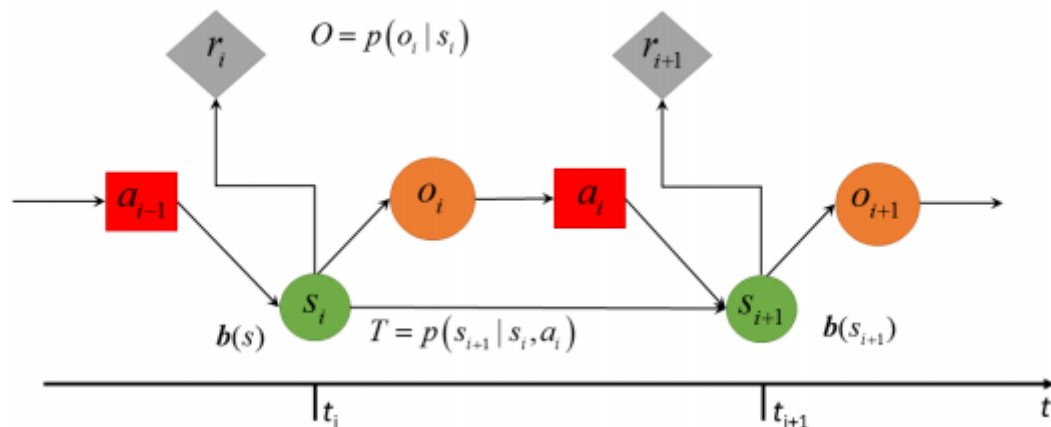 r_i
O = p(o_i | s_i)
r_{i+1}
a_{i-1}
o_i
a_i
o_{i+1}
s_i
s_{i+1}
b(s)
T = p(s_{i+1} | s_i, a_i)
b(s_{i+1})
t_i
t_{i+1}
t